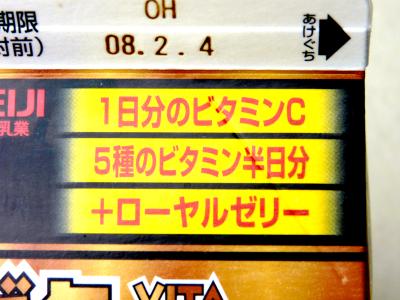 OH
期限 08.2.4
付前)
あけぐち
EIJI
乳業
1日分のビタミンC
5種のビタミン半日分
+ローヤルゼリー
VITA